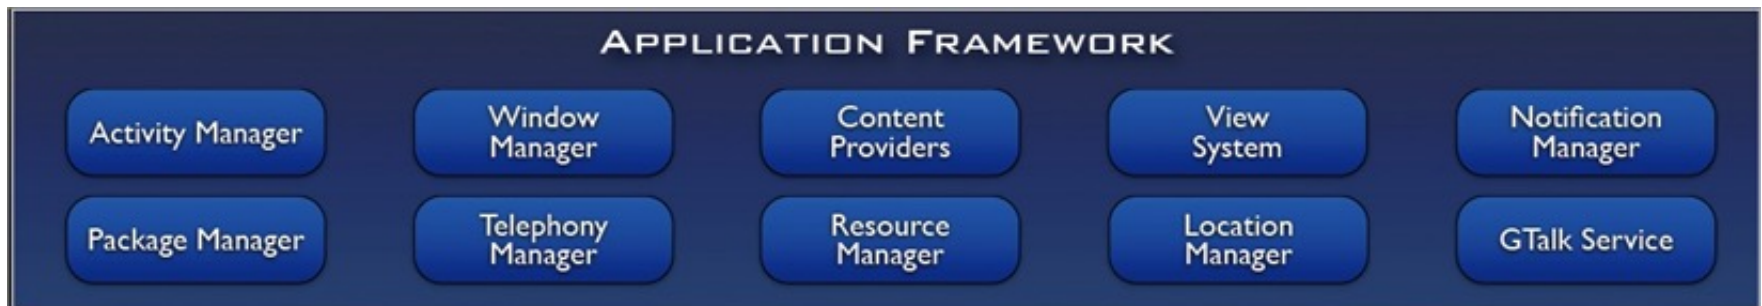 APPLICATION FRAMEWORK
Activity Manager
Window
Manager
Content
Providers
View
System
Notification
Manager
Package Manager
Telephony
Manager
Resource
Manager
Location
Manager
GTalk Service